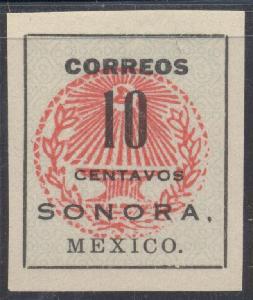 CORREOS
10
CENTAVOS
SONORA,
MEXICO.